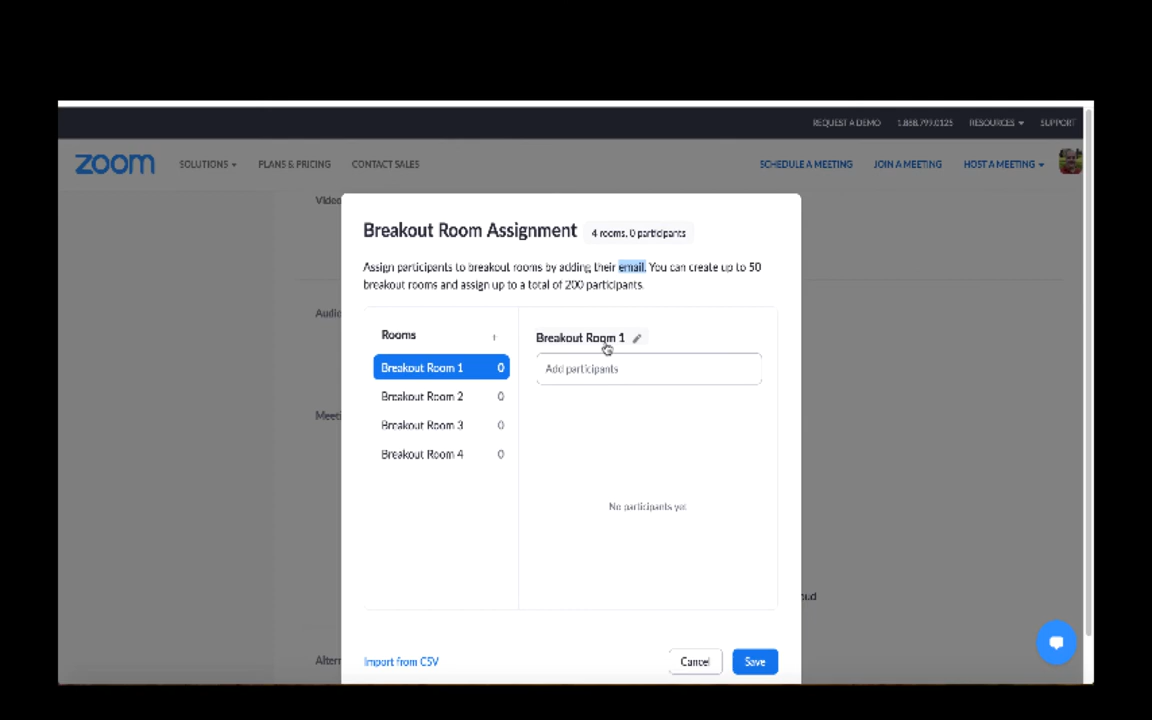 REQUEST A DEMO 1.888.799.0125 RESOURCES SUPPORT
zoom SOLUTIONS PLANS & PRICING CONTACT SALES SCHEDULE A MEETING JOIN A MEETING HOST A MEETING
Video
Breakout Room Assignment 4 rooms, 0 participants
Assign participants to breakout rooms by adding their email. You can create up to 50
breakout rooms and assign up to a total of 200 participants.
Audio
Rooms
Breakout Room 1 0
Breakout Room 2 0
Breakout Room 3 0
Breakout Room 4 0
Breakout Room 1
Add participants
No participants yet
Meeti
oud
Altern
Import from CSV Cancel Save